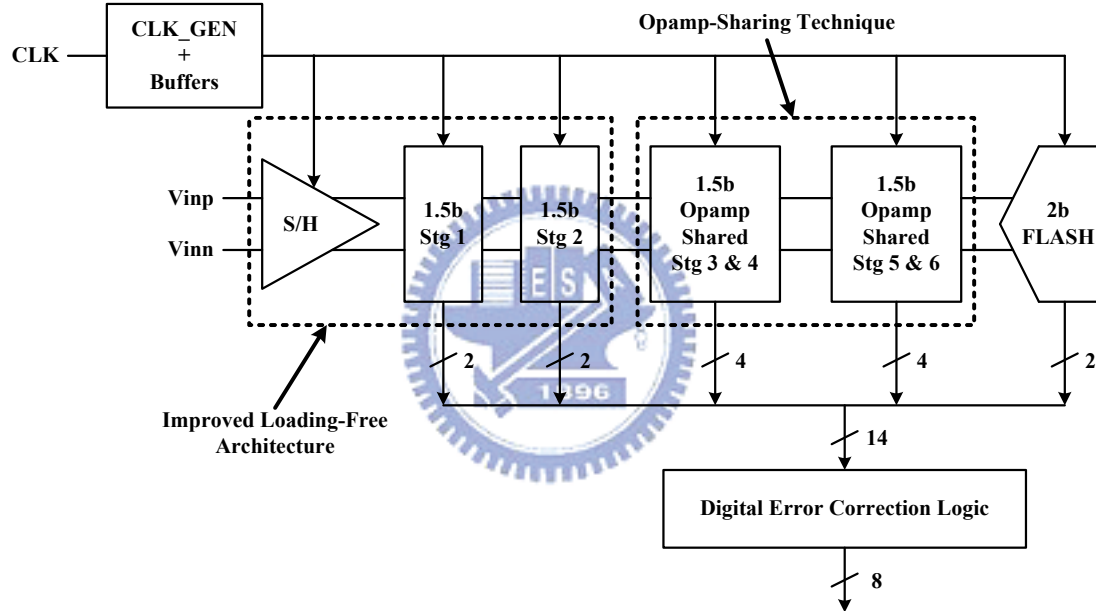 Opamp-Sharing Technique
CLK
CLK_GEN
+
Buffers
Vinp
Vinn
S/H
1.5b
Stg 1
1.5b
Stg 2
1.5b
Opamp
Shared
Stg 3 & 4
1.5b
Opamp
Shared
Stg 5 & 6
2b
FLASH
E S
1896
2
2
4
4
2
Improved Loading-Free
Architecture
14
Digital Error Correction Logic
8